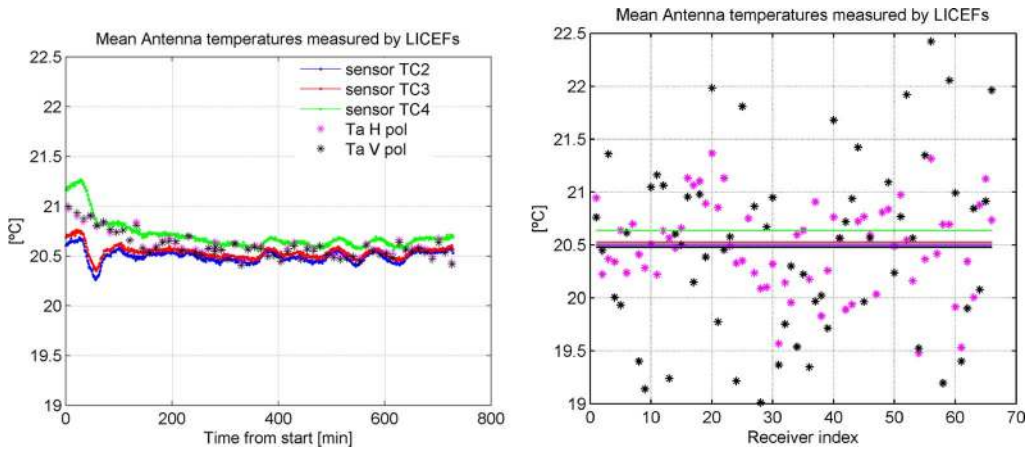 Mean Antenna temperatures measured by LICEFs
22.5
22
21.5
21
20.5
20
19.5
19
[ºC]
0
200
400
600
800
Time from start [min]
sensor TC2
sensor TC3
sensor TC4
Ta H pol
Ta V pol
Mean Antenna temperatures measured by LICEFs
22.5
22
21.5
21
20.5
20
19.5
19
[ºC]
0
10
20
30
40
50
60
70
Receiver index